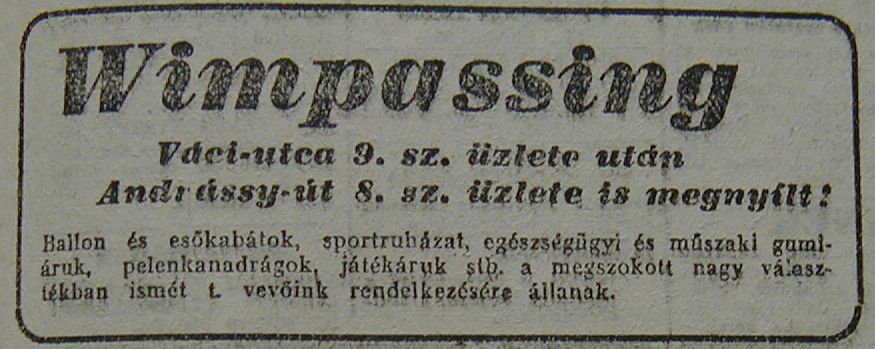 Wimpassing
Váci-utca 9. sz. üzlete után
Andrássy-út 8. sz. üzlete is megnyílt!
Ballon és esőkabátok, sportruházat, egészségügyi és műszaki gumi-
áruk, pelenkanadrágok, játékáruk stb. a megszokott nagy válasz-
tékban ismét t. vevőink rendelkezésére állanak.